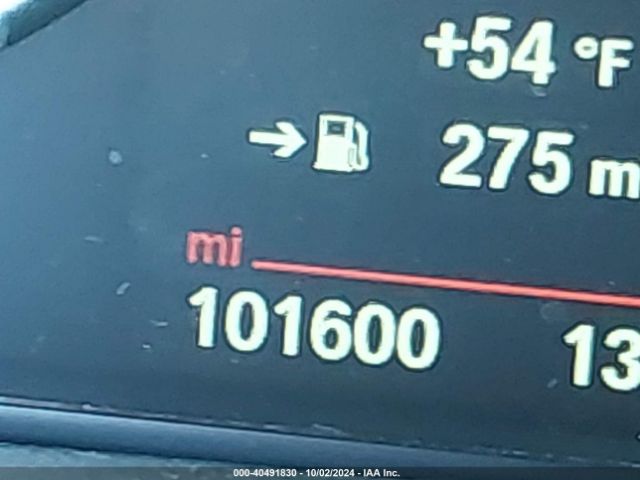 +54 °F
→ 275 m
mi
101600 13
000-40491830 - 10/02/2024 - IAA Inc.